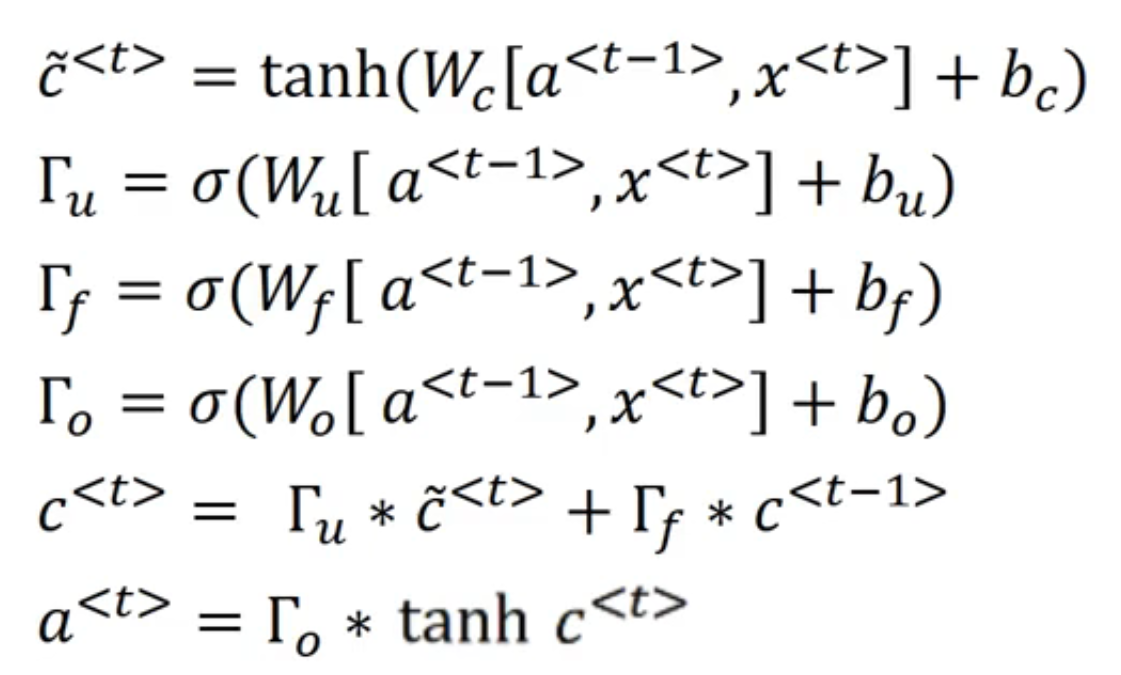 c̃^{<t>} = tanh(W_c[a^{<t−1>}, x^{<t>}] + b_c)
Γ_u = σ(W_u[ a^{<t−1>}, x^{<t>}] + b_u)
Γ_f = σ(W_f[ a^{<t−1>}, x^{<t>}] + b_f)
Γ_o = σ(W_o[ a^{<t−1>}, x^{<t>}] + b_o)
c^{<t>} = Γ_u * c̃^{<t>} + Γ_f * c^{<t−1>}
a^{<t>} = Γ_o * tanh c^{<t>}